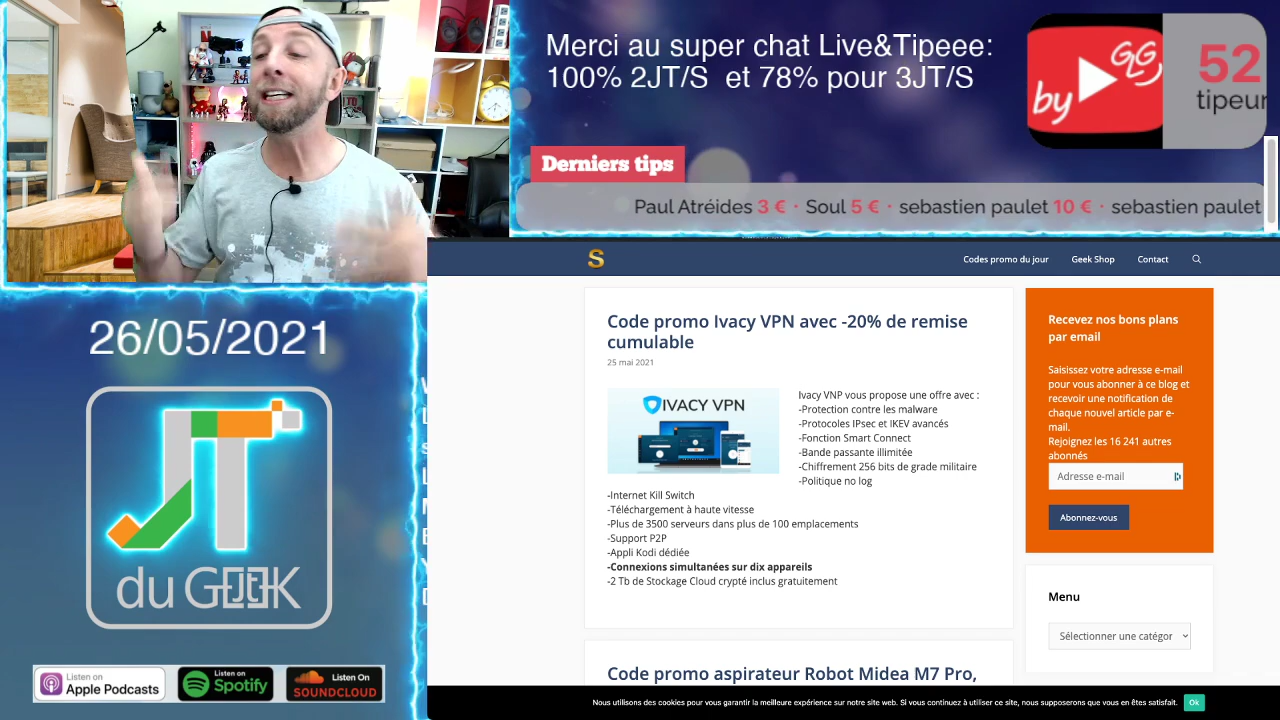 Merci au super chat Live&Tipeee:
100% 2JT/S et 78% pour 3JT/S
by GG
52
tipeur
Derniers tips
Paul Atréides 3 € · Soul 5 € · sebastien paulet 10 € · sebastien paulet
S
Codes promo du jour
Geek Shop
Contact
26/05/2021
JT
du GEEK
Listen on
Apple Podcasts
Listen on
Spotify
Listen On
SOUNDCLOUD
Code promo Ivacy VPN avec -20% de remise
cumulable
25 mai 2021
IVACY VPN
Ivacy VNP vous propose une offre avec :
-Protection contre les malware
-Protocoles IPsec et IKEV avancés
-Fonction Smart Connect
-Bande passante illimitée
-Chiffrement 256 bits de grade militaire
-Politique no log
-Internet Kill Switch
-Téléchargement à haute vitesse
-Plus de 3500 serveurs dans plus de 100 emplacements
-Support P2P
-Appli Kodi dédiée
-Connexions simultanées sur dix appareils
-2 Tb de Stockage Cloud crypté inclus gratuitement
Code promo aspirateur Robot Midea M7 Pro,
Recevez nos bons plans
par email
Saisissez votre adresse e-mail
pour vous abonner à ce blog et
recevoir une notification de
chaque nouvel article par e-
mail.
Rejoignez les 16 241 autres
abonnés
Adresse e-mail
Abonnez-vous
Menu
Sélectionner une catégor
Nous utilisons des cookies pour vous garantir la meilleure expérience sur notre site web. Si vous continuez à utiliser ce site, nous supposerons que vous en êtes satisfait.
Ok